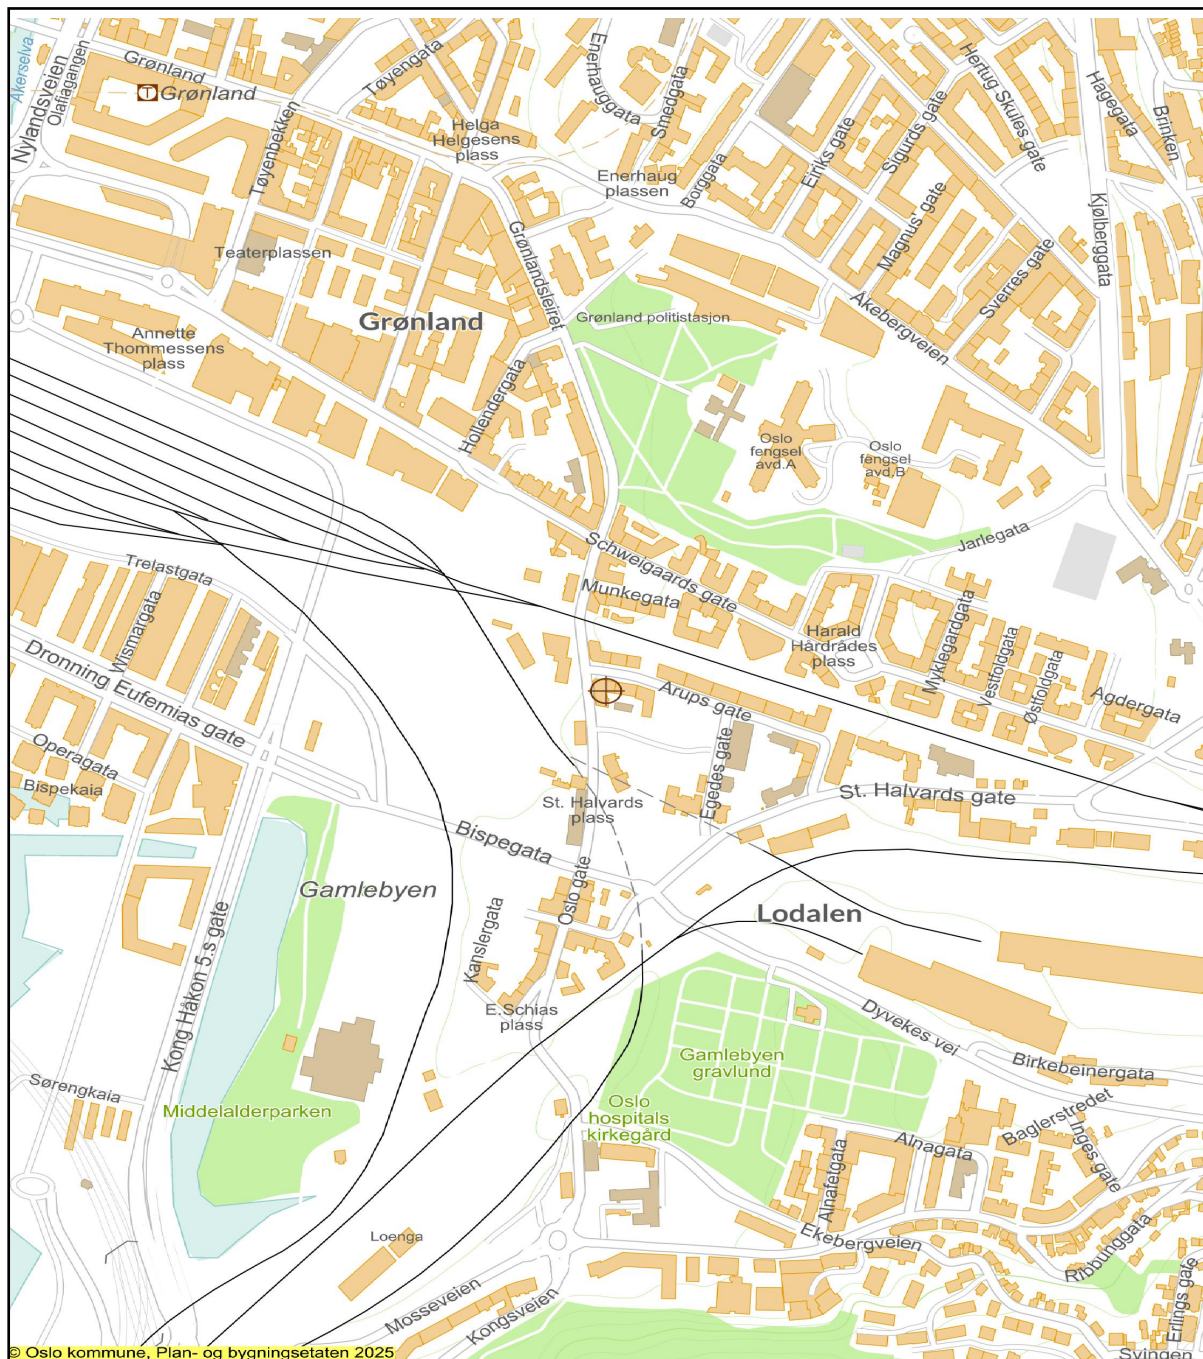 Akerselva
Nylandsveien
Olafiagangen
Grønland
T Grønland
Tøyengata
Tøyenbekken
Helga
Helgesens
plass
Enerhauggata
Smedgata
Enerhaug
plassen
Borggata
Eiriks gate
Sigurds gate
Hertug Skules gate
Hagegata
Brinken
Kjølberggata
Magnus' gate
Sverres gate
Åkebergveien
Teaterplassen
Grønlandsleiret
Grønland
Grønland politistasjon
Annette
Thommessens
plass
Hollendergata
Oslo
fengsel
avd.A
Oslo
fengsel
avd.B
Jarlegata
Schweigaards gate
Munkegata
Trelastgata
Wismargata
Dronning Eufemias gate
Operagata
Bispekaia
Harald
Hårdrådes
plass
Myklegardgata
Vestfoldgata
Østfoldgata
Agdergata
Arups gate
Egedes gate
St. Halvards gate
St. Halvards
plass
Bispegata
Oslo gate
Gamlebyen
Kanslergata
Lodalen
Kong Håkon 5.s gate
E.Schias
plass
Dyvekes vei
Gamlebyen
gravlund
Birkebeinergata
Sørengkaia
Middelalderparken
Oslo
hospitals
kirkegård
Baglerstredet
Inges gate
Alnagata
Alnafetgata
Ekebergveien
Ribbunggata
Loenga
Mosseveien
Kongsveien
Erlings gate
Svingen
© Oslo kommune, Plan- og bygningsetaten 2025